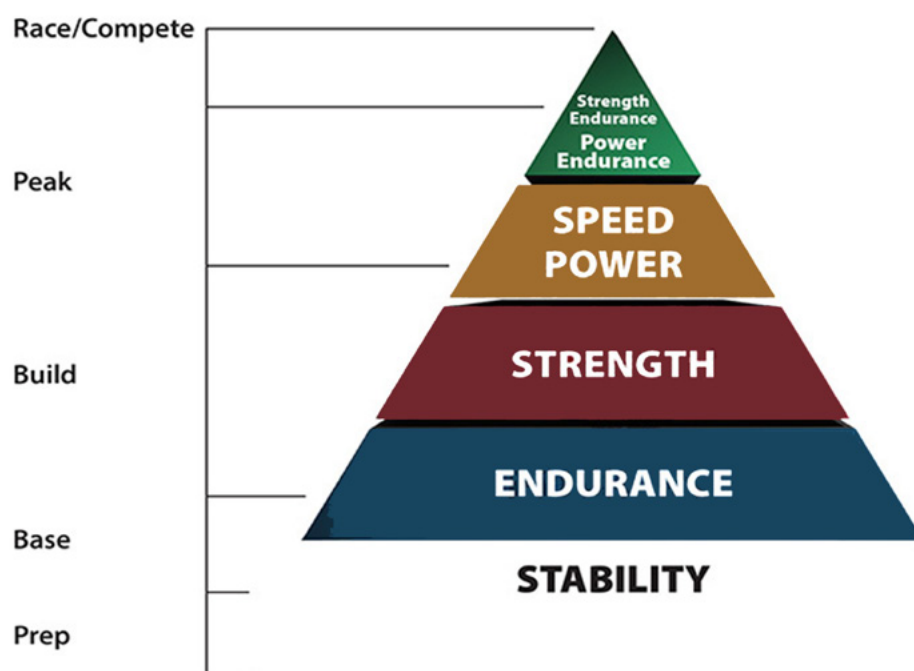 Race/Compete
Strength
Endurance
Power
Endurance
Peak
SPEED
POWER
Build
STRENGTH
ENDURANCE
Base
STABILITY
Prep